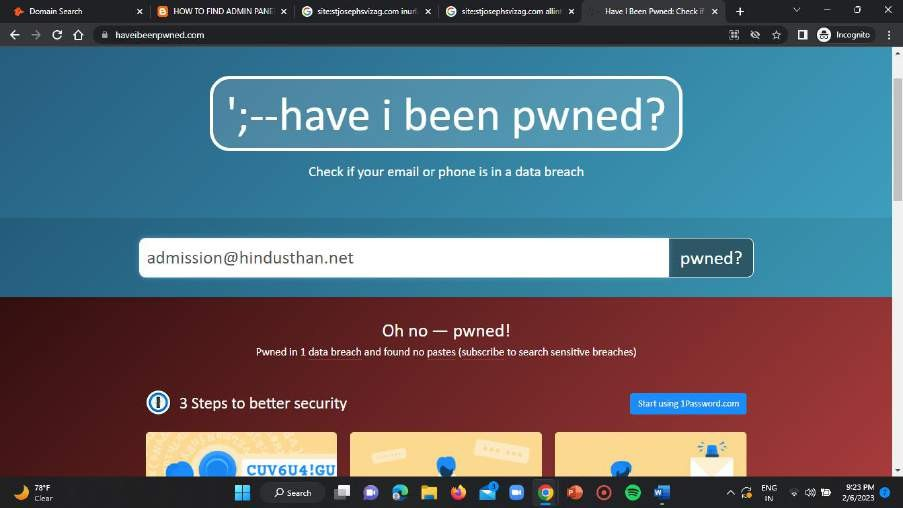 Domain Search
HOW TO FIND ADMIN PANE
site:stjosephsvizag.com inurl
site:stjosephsvizag.com allint
Have I Been Pwned: Check if
haveibeenpwned.com
Incognito
';--have i been pwned?
Check if your email or phone is in a data breach
admission@hindusthan.net
pwned?
Oh no — pwned!
Pwned in 1 data breach and found no pastes (subscribe to search sensitive breaches)
3 Steps to better security
Start using 1Password.com
CUV6U4!GU
78°F
Clear
Search
ENG
IN
9:23 PM
2/6/2023